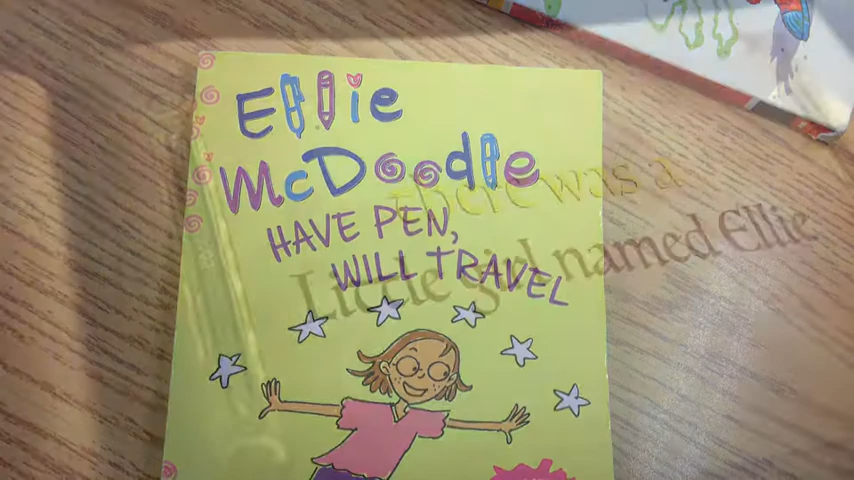 Ellie
McDoodle
HAVE PEN,
WILL TRAVEL
there was a
Little girl named Ellie